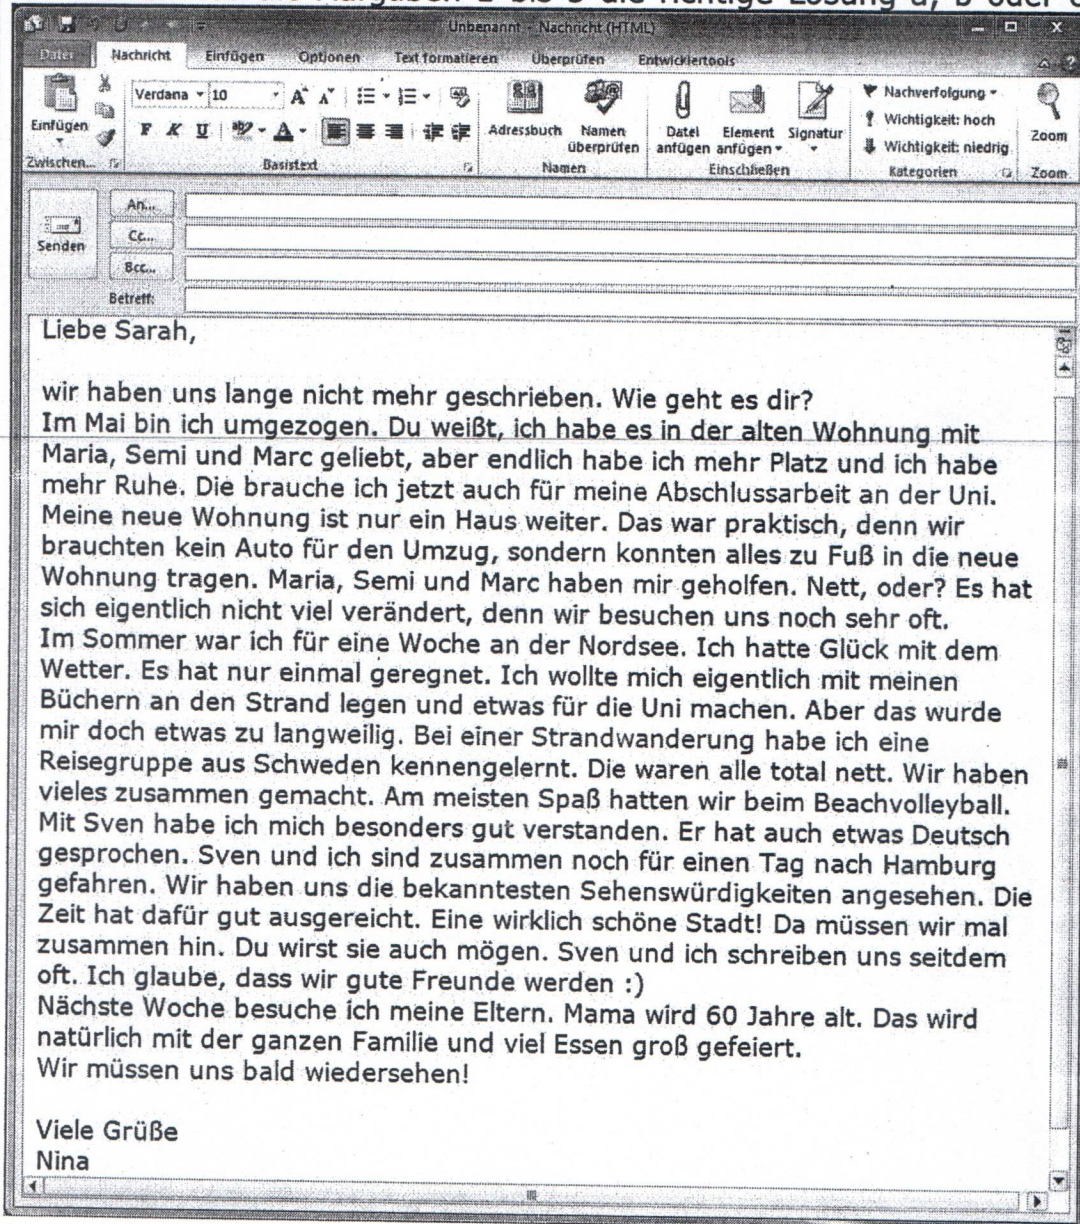 die richtige Lösung a, b oder
Unbenannt - Nachricht (HTML)
Datei Nachricht Einfügen Optionen Text formatieren Überprüfen Entwicklertools
Einfügen
Verdana 10
F K U
Adressbuch
Namen überprüfen
Datei anfügen
Element anfügen
Signatur
Nachverfolgung
Wichtigkeit: hoch
Wichtigkeit: niedrig
Zoom
Zwischen... Basistext Namen Einschließen Kategorien Zoom
Senden
An...
Cc...
Bcc...
Betreff:
Liebe Sarah,
wir haben uns lange nicht mehr geschrieben. Wie geht es dir?
Im Mai bin ich umgezogen. Du weißt, ich habe es in der alten Wohnung mit
Maria, Semi und Marc geliebt, aber endlich habe ich mehr Platz und ich habe
mehr Ruhe. Die brauche ich jetzt auch für meine Abschlussarbeit an der Uni.
Meine neue Wohnung ist nur ein Haus weiter. Das war praktisch, denn wir
brauchten kein Auto für den Umzug, sondern konnten alles zu Fuß in die neue
Wohnung tragen. Maria, Semi und Marc haben mir geholfen. Nett, oder? Es hat
sich eigentlich nicht viel verändert, denn wir besuchen uns noch sehr oft.
Im Sommer war ich für eine Woche an der Nordsee. Ich hatte Glück mit dem
Wetter. Es hat nur einmal geregnet. Ich wollte mich eigentlich mit meinen
Büchern an den Strand legen und etwas für die Uni machen. Aber das wurde
mir doch etwas zu langweilig. Bei einer Strandwanderung habe ich eine
Reisegruppe aus Schweden kennengelernt. Die waren alle total nett. Wir haben
vieles zusammen gemacht. Am meisten Spaß hatten wir beim Beachvolleyball.
Mit Sven habe ich mich besonders gut verstanden. Er hat auch etwas Deutsch
gesprochen. Sven und ich sind zusammen noch für einen Tag nach Hamburg
gefahren. Wir haben uns die bekanntesten Sehenswürdigkeiten angesehen. Die
Zeit hat dafür gut ausgereicht. Eine wirklich schöne Stadt! Da müssen wir mal
zusammen hin. Du wirst sie auch mögen. Sven und ich schreiben uns seitdem
oft. Ich glaube, dass wir gute Freunde werden :)
Nächste Woche besuche ich meine Eltern. Mama wird 60 Jahre alt. Das wird
natürlich mit der ganzen Familie und viel Essen groß gefeiert.
Wir müssen uns bald wiedersehen!
Viele Grüße
Nina